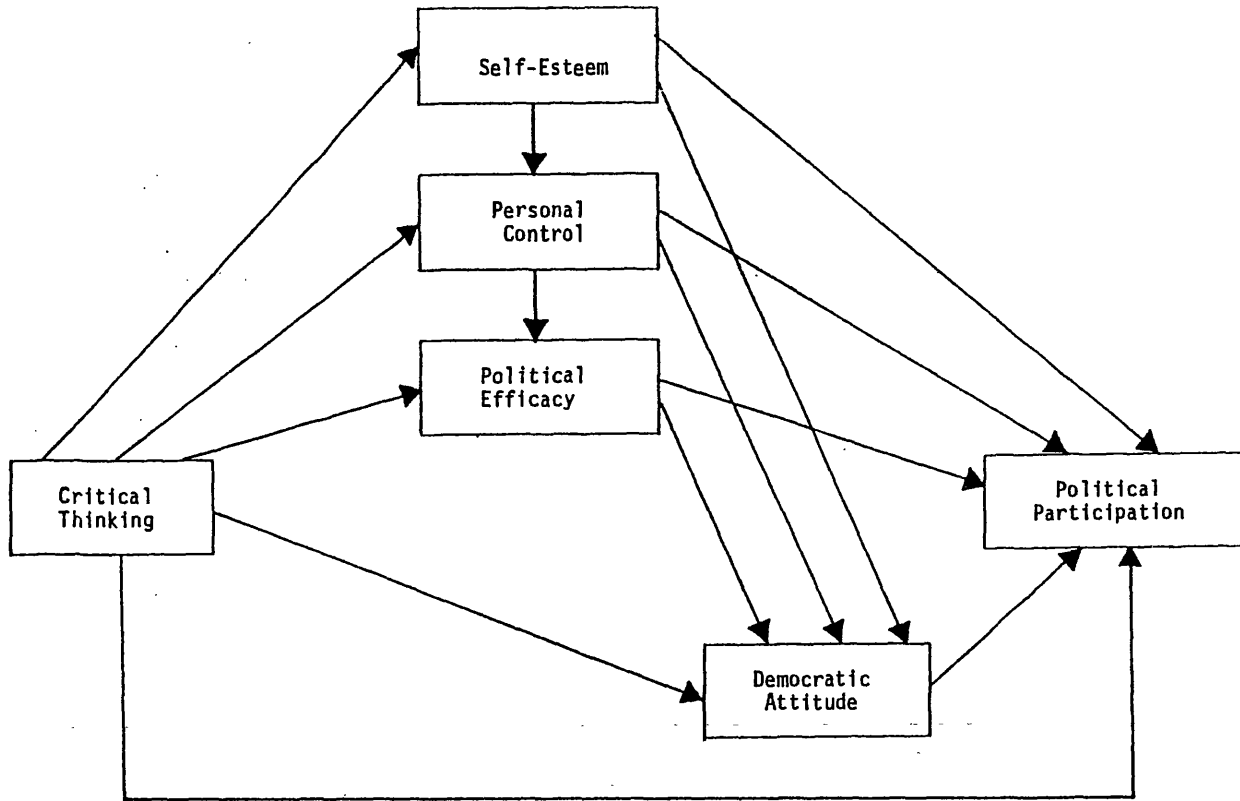 Self-Esteem
Personal
Control
Political
Efficacy
Critical
Thinking
Political
Participation
Democratic
Attitude